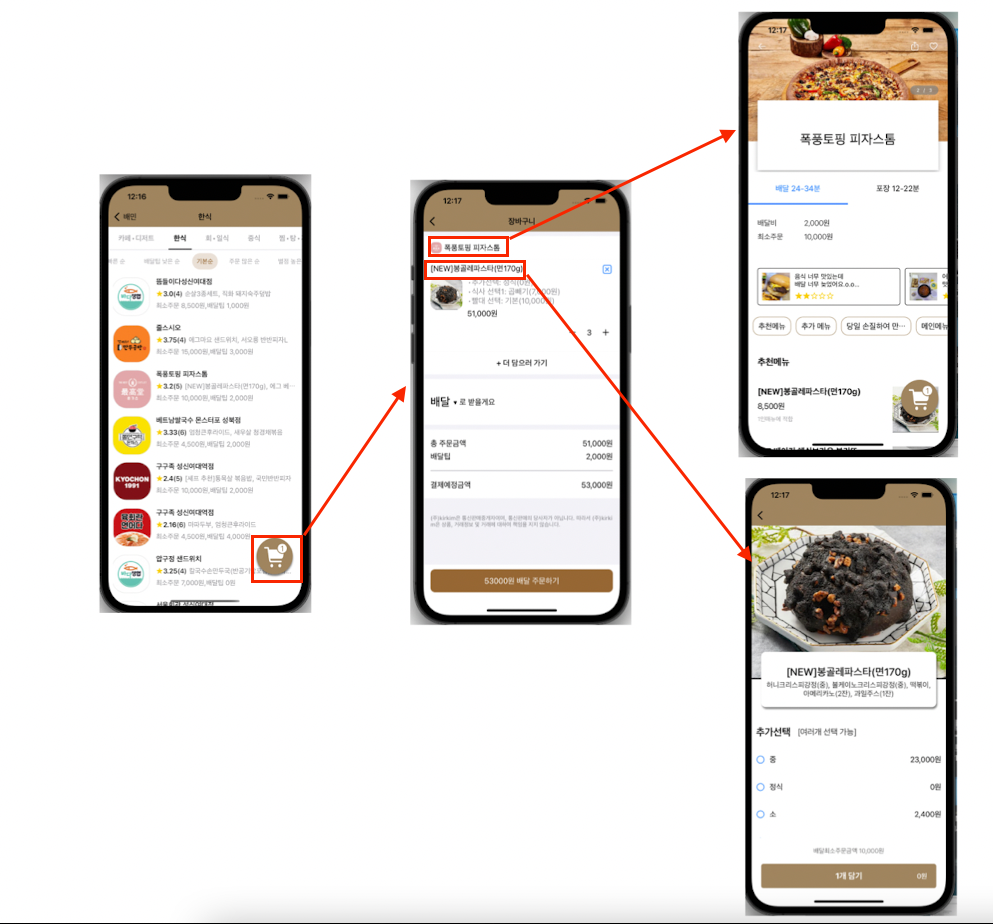 12:16
배민
한식
카페•디저트 한식 회•일식 중식 찜•탕•
배달팁 낮은 순 기본순 주문 많은 순 별점 높은
뜸들이다성신여대점
★3.0(4) 순살3종세트, 직화 돼지숙주덮밥
최소주문 8,500원,배달팁 1,000원
졸스시오
★3.75(4) 에그마요 샌드위치, 서오릉 반반피자L
최소주문 15,000원,배달팁 3,000원
폭풍토핑 피자스톰
★3.2(5) [NEW]봉골레파스타(면170g), 에그 베…
최소주문 10,000원,배달팁 2,000원
베트남쌀국수 몬스터포 성북점
★3.33(6) 엄청큰후라이드, 새우살 청경채볶음
최소주문 4,500원,배달팁 2,000원
KYOCHON
1991
구구족 성신여대역점
★2.4(5) [셰프 추천]통목살 볶음밥, 국민반반피자
최소주문 10,000원,배달팁 2,000원
구구족 성신여대역점
★2.16(6) 마파두부, 엄청큰후라이드
최소주문 4,500원,배달팁 4,000원
압구정 샌드위치
★3.25(4) 칼국수손만두국
최소주문 7,000원,배달팁 0원
1
12:17
장바구니
폭풍토핑 피자스톰
[NEW]봉골레파스타(면170g)
• 추가선택: 정식(0원)
• 식사 선택1: 곱빼기(7,000원)
• 뼐대 선택: 기본(10,000원)
51,000원
3 +
+ 더 담으러 가기
배달 ▾ 로 받을게요
총 주문금액 51,000원
배달팁 2,000원
결제예정금액 53,000원
53000원 배달 주문하기
12:17
폭풍토핑 피자스톰
배달 24-34분 포장 12-22분
배달비 2,000원
최소주문 10,000원
음식 너무 맛있는데
배달 너무 늦었어요.o.o...
★★☆☆☆
추천메뉴 추가 메뉴 당일 손질하여 만… 메인메뉴
추천메뉴
[NEW]봉골레파스타(면170g)
8,500원
1
12:17
[NEW]봉골레파스타(면170g)
허니크리스피강정(중), 볼케이노크리스피강정(중), 떡볶이,
아메리카노(2잔), 과일주스(1잔)
추가선택 [여러개 선택 가능]
중 23,000원
정식 0원
소 2,400원
배달최소주문금액 10,000원
1개 담기 0원